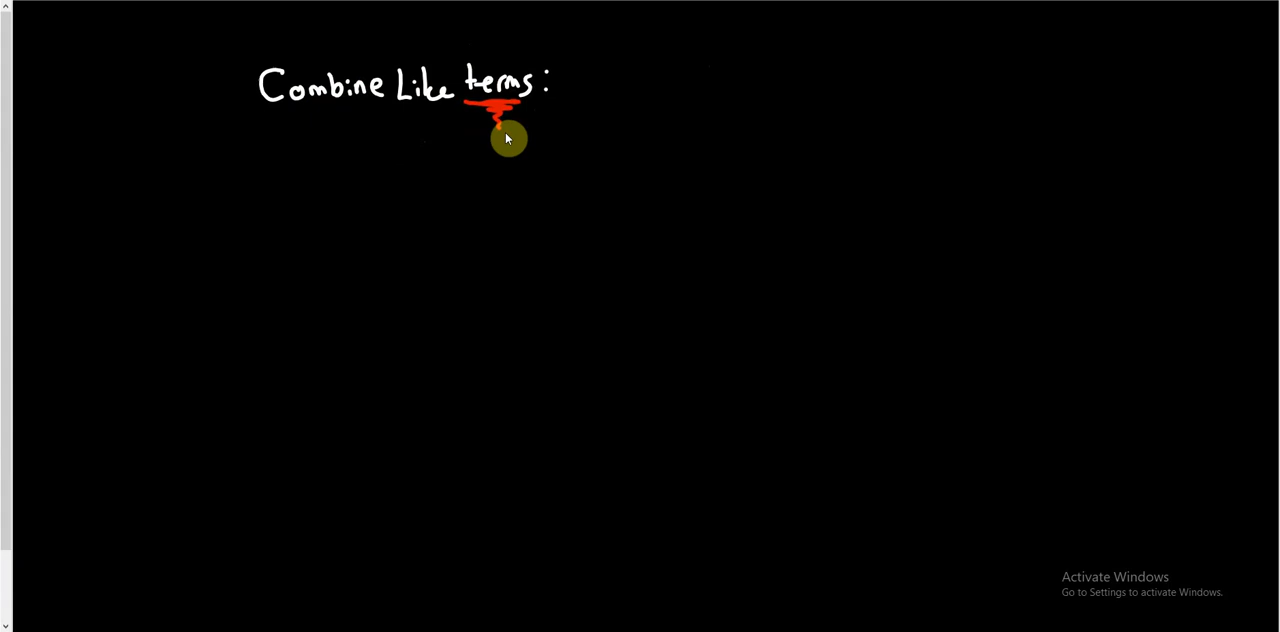 Combine Like terms:
Activate Windows
Go to Settings to activate Windows.